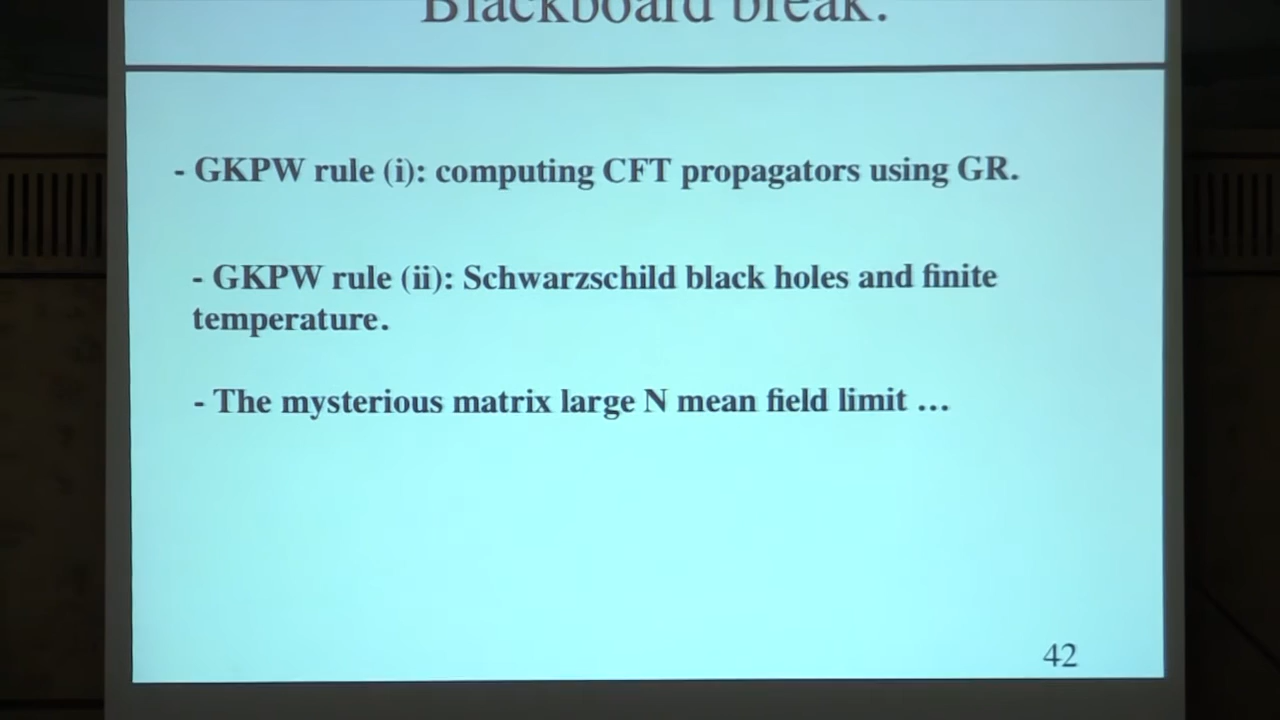 Blackboard break.
- GKPW rule (i): computing CFT propagators using GR.
- GKPW rule (ii): Schwarzschild black holes and finite
temperature.
- The mysterious matrix large N mean field limit ...
42